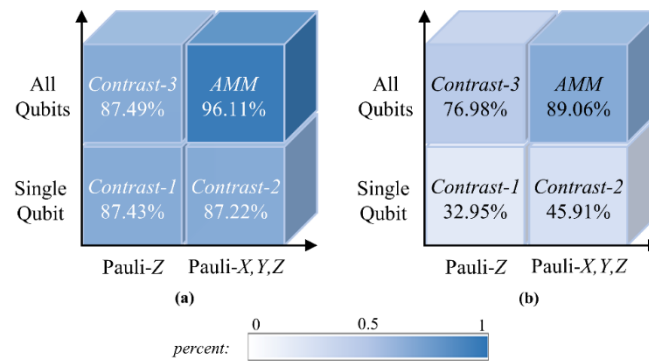 All Qubits
Contrast-3
87.49%
AMM
96.11%
Single Qubit
Contrast-1
87.43%
Contrast-2
87.22%
Pauli-Z
Pauli-X,Y,Z
(a)
All Qubits
Contrast-3
76.98%
AMM
89.06%
Single Qubit
Contrast-1
32.95%
Contrast-2
45.91%
Pauli-Z
Pauli-X,Y,Z
(b)
percent:
0
0.5
1